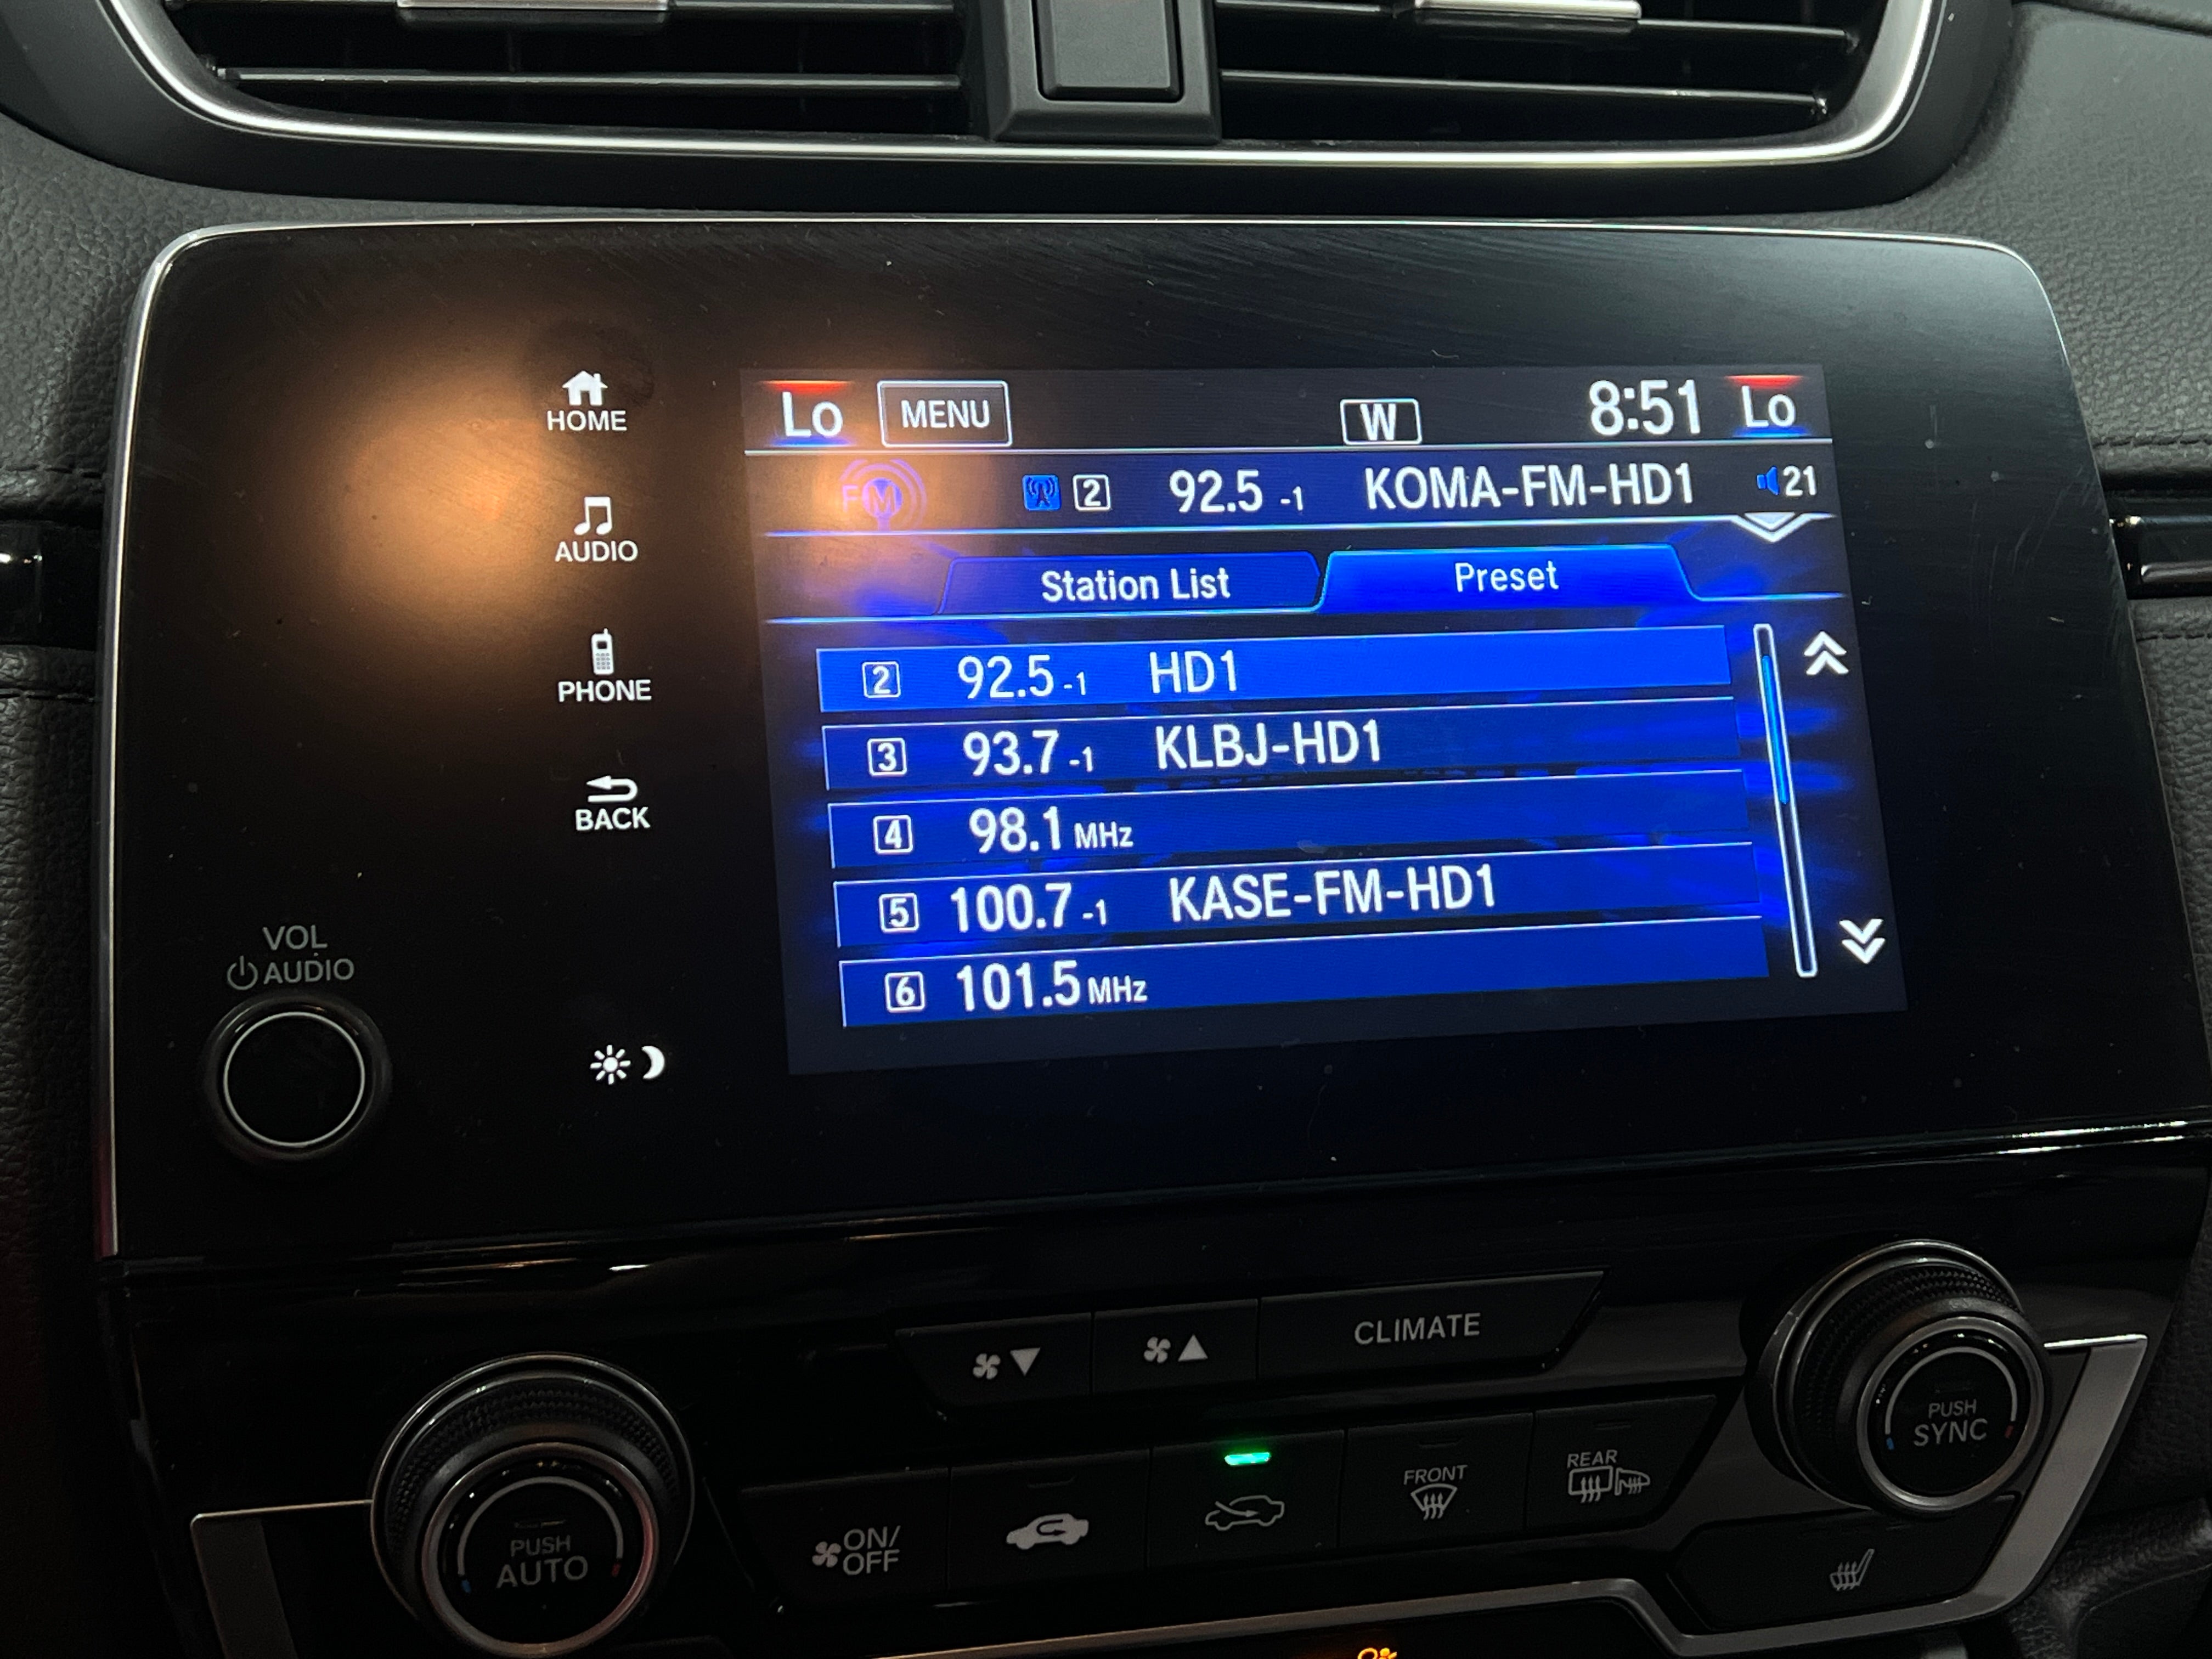 Lo MENU W 8:51 Lo
HOME
FM 2 92.5 -1 KOMA-FM-HD1 21
AUDIO
Station List Preset
PHONE
2 92.5 -1 HD1
3 93.7 -1 KLBJ-HD1
BACK
4 98.1 MHz
5 100.7 -1 KASE-FM-HD1
6 101.5 MHz
VOL
AUDIO
CLIMATE
PUSH
SYNC
FRONT
REAR
ON/
OFF
PUSH
AUTO